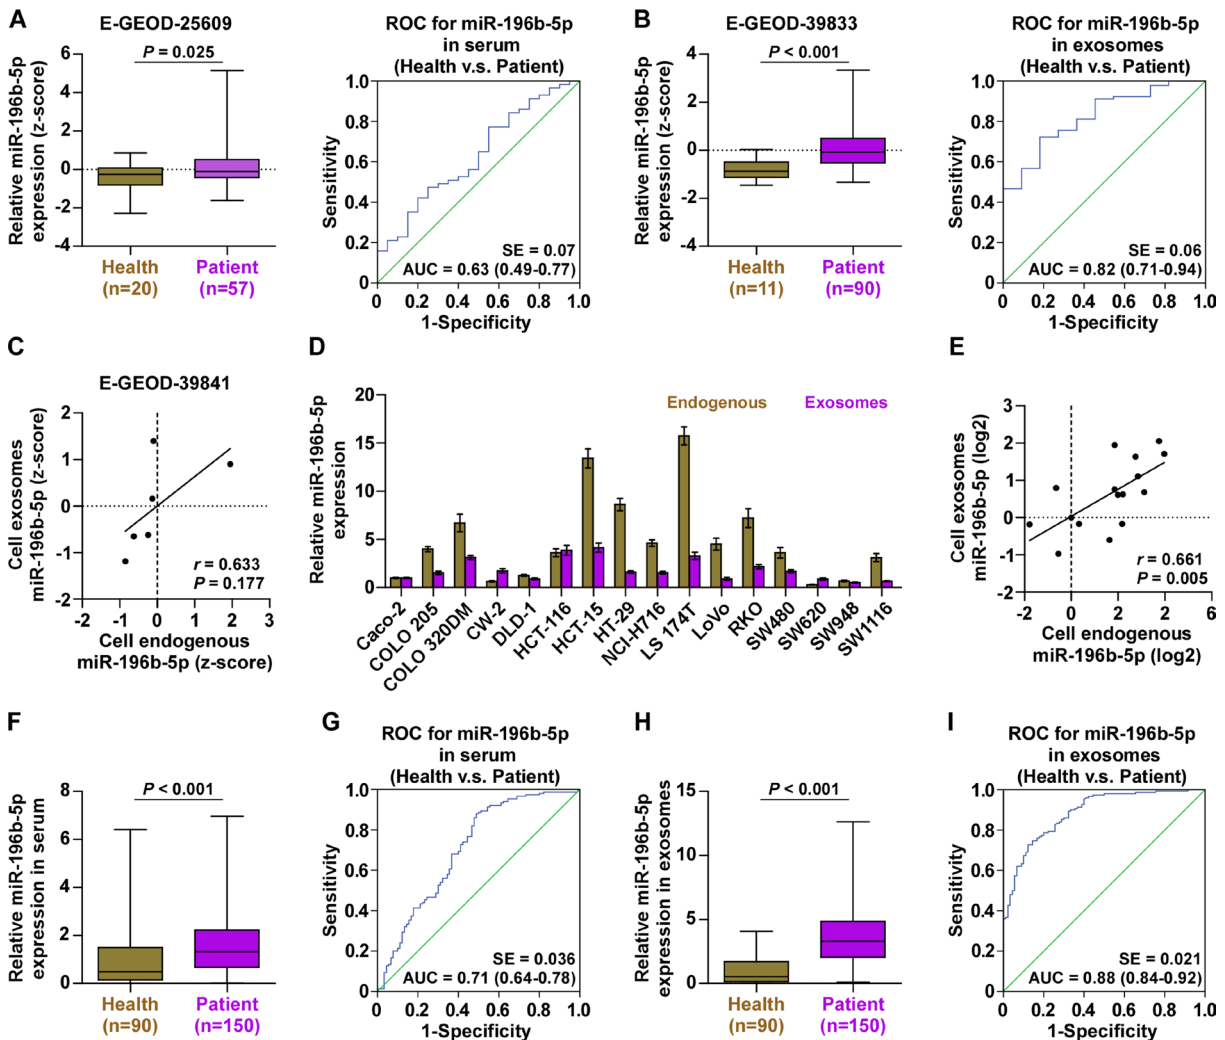 A
E-GEOD-25609
P = 0.025
Relative miR-196b-5p
expression (z-score)
6
4
2
0
-2
-4
Health
(n=20)
Patient
(n=57)
ROC for miR-196b-5p
in serum
(Health v.s. Patient)
Sensitivity
1.0
0.8
0.6
0.4
0.2
0
SE = 0.07
AUC = 0.63 (0.49-0.77)
0 0.2 0.4 0.6 0.8 1.0
1-Specificity
B
E-GEOD-39833
P < 0.001
Relative miR-196b-5p
expression (z-score)
4
2
0
-2
-4
Health
(n=11)
Patient
(n=90)
ROC for miR-196b-5p
in exosomes
(Health v.s. Patient)
Sensitivity
1.0
0.8
0.6
0.4
0.2
0
SE = 0.06
AUC = 0.82 (0.71-0.94)
0 0.2 0.4 0.6 0.8 1.0
1-Specificity
C
E-GEOD-39841
Cell exosomes
miR-196b-5p (z-score)
2
1
0
-1
-2
r = 0.633
P = 0.177
-2 -1 0 1 2 3
Cell endogenous
miR-196b-5p (z-score)
D
Relative miR-196b-5p
expression
20
15
10
5
0
Endogenous Exosomes
Caco-2
COLO 205
COLO 320DM
CW-2
DLD-1
HCT-116
HCT-15
HT-29
NCI-H716
LS 174T
LoVo
RKO
SW480
SW620
SW948
SW1116
E
Cell exosomes
miR-196b-5p (log2)
3
2
1
0
-1
-2
r = 0.661
P = 0.005
-2 0 2 4 2 6
Cell endogenous
miR-196b-5p (log2)
F
P < 0.001
Relative miR-196b-5p
expression in serum
8
6
4
2
0
Health
(n=90)
Patient
(n=150)
G
ROC for miR-196b-5p
in serum
(Health v.s. Patient)
Sensitivity
1.0
0.8
0.6
0.4
0.2
0
SE = 0.036
AUC = 0.71 (0.64-0.78)
0 0.2 0.4 0.6 0.8 1.0
1-Specificity
H
P < 0.001
Relative miR-196b-5p
expression in exosomes
15
10
5
0
Health
(n=90)
Patient
(n=150)
I
ROC for miR-196b-5p
in exosomes
(Health v.s. Patient)
Sensitivity
1.0
0.8
0.6
0.4
0.2
0
SE = 0.021
AUC = 0.88 (0.84-0.92)
0 0.2 0.4 0.6 0.8 1.0
1-Specificity